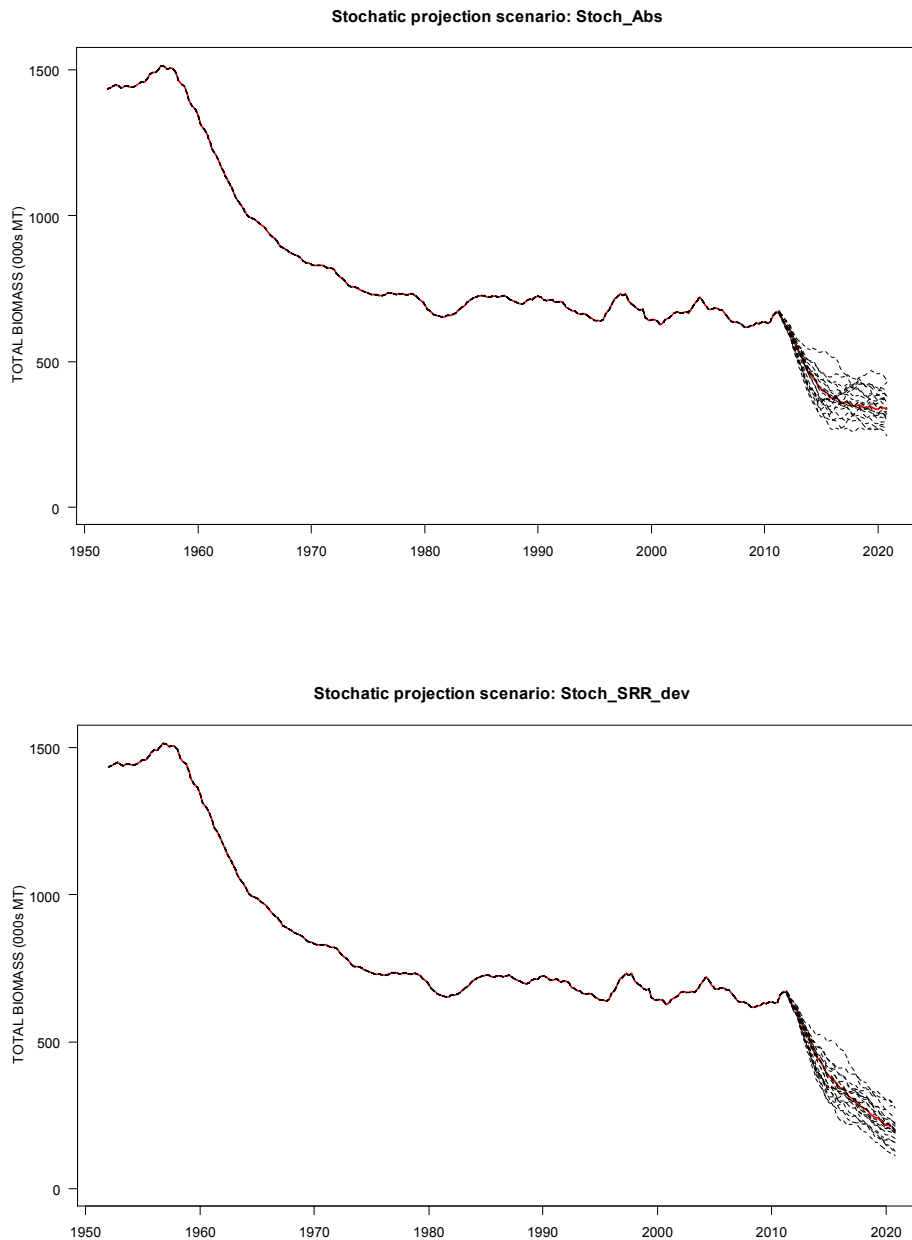 Stochatic projection scenario: Stoch_Abs
TOTAL BIOMASS (000s MT)
1500
1000
500
0
1950 1960 1970 1980 1990 2000 2010 2020
Stochatic projection scenario: Stoch_SRR_dev
TOTAL BIOMASS (000s MT)
1500
1000
500
0
1950 1960 1970 1980 1990 2000 2010 2020